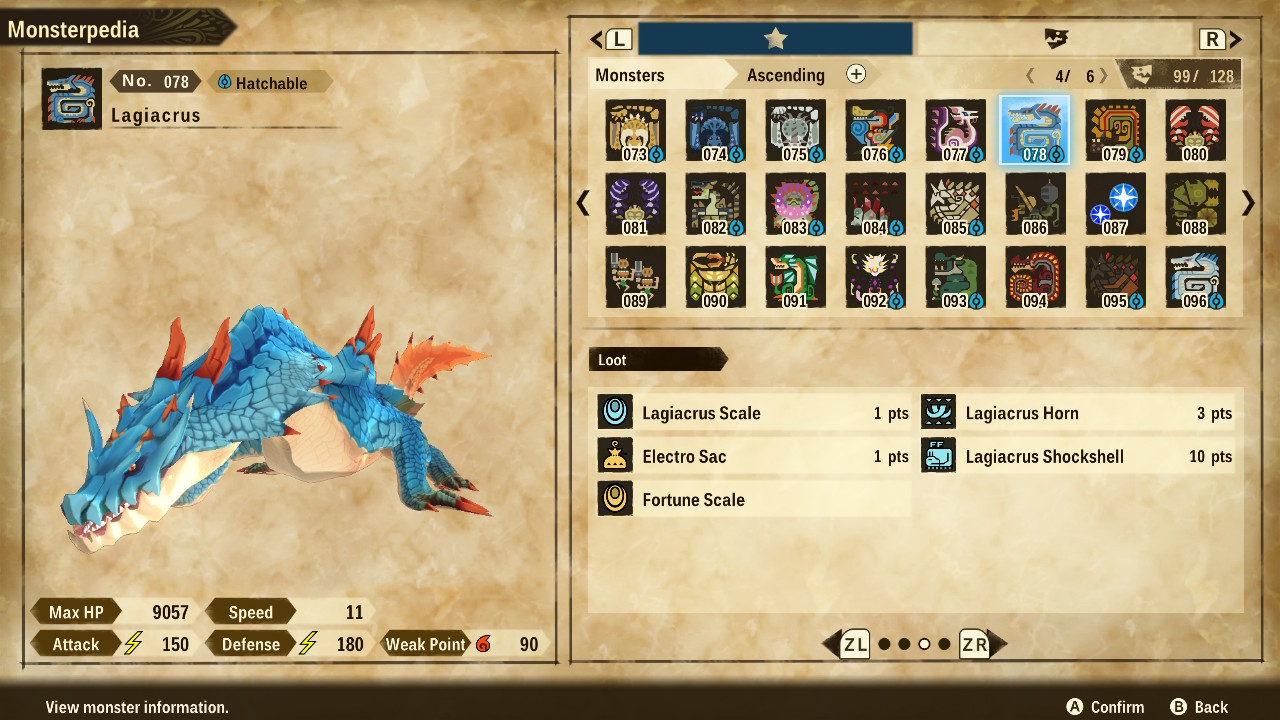 Monsterpedia
No. 078 Hatchable
Lagiacrus
L R
Monsters Ascending + 4/ 6 99/ 128
073 074 075 076 077 078 079 080
081 082 083 084 085 086 087 088
089 090 091 092 093 094 095 096
Loot
Lagiacrus Scale 1 pts Lagiacrus Horn 3 pts
Electro Sac 1 pts Lagiacrus Shockshell 10 pts
Fortune Scale
Max HP 9057 Speed 11
Attack 150 Defense 180 Weak Point 90
ZL ZR
View monster information.
A Confirm B Back